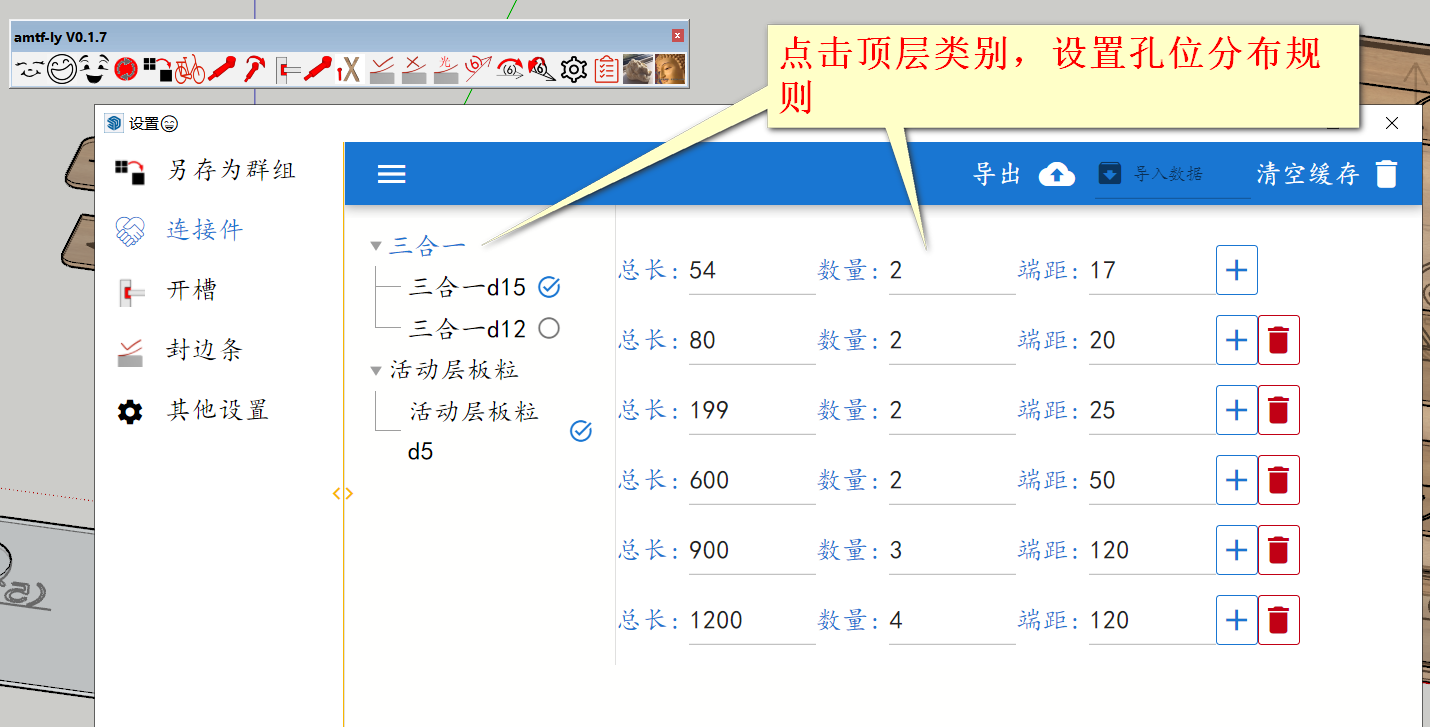 amtf-ly V0.1.7
点击顶层类别，设置孔位分布规
则
设置
另存为群组
连接件
开槽
封边条
其他设置
导出
导入数据
清空缓存
三合一
三合一d15
三合一d12
活动层板粒
活动层板粒
d5
总长: 54 数量: 2 端距: 17
总长: 80 数量: 2 端距: 20
总长: 199 数量: 2 端距: 25
总长: 600 数量: 2 端距: 50
总长: 900 数量: 3 端距: 120
总长: 1200 数量: 4 端距: 120